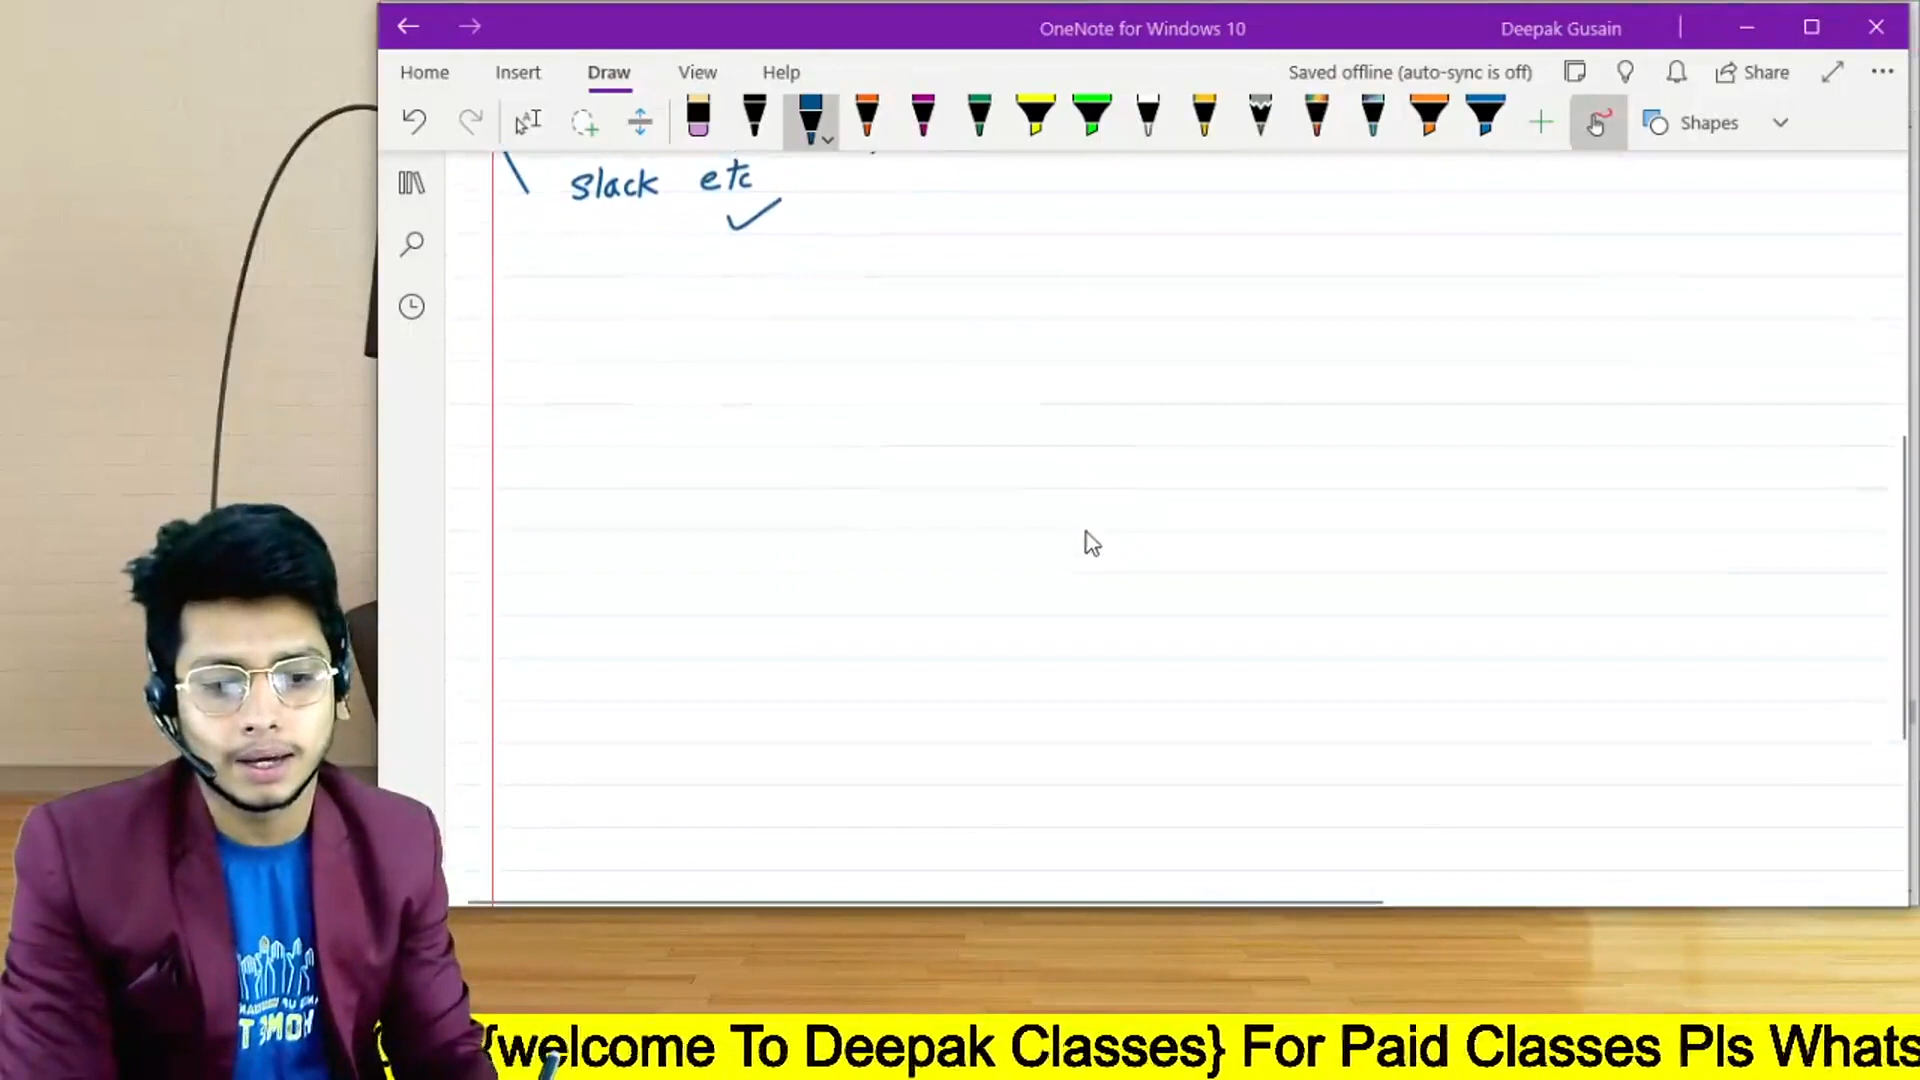 OneNote for Windows 10 Deepak Gusain
Home Insert Draw View Help Saved offline (auto-sync is off) Share
Shapes
slack etc
{welcome To Deepak Classes} For Paid Classes Pls Whats